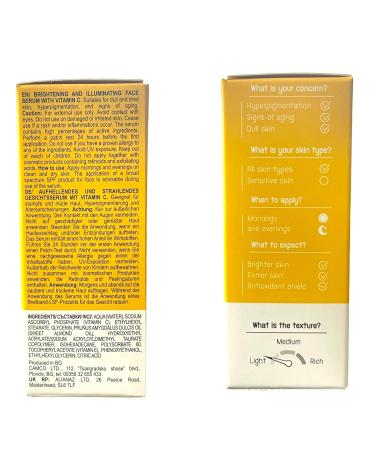 EN/ BRIGHTENING AND ILLUMINATING FACE
SERUM WITH VITAMIN C. Suitable for dull and tired
skin, hyperpigmentation, and signs of aging.
Caution: For external use only. Avoid contact with
eyes. Do not use on damaged or irritated skin. Cease
use if a rash and/or inflammations occur. The serum
contains high percentages of active ingredients.
Perform a patch test 24 hours before the first
application. Do not use if you have a proven allergy to
any of the ingredients. Avoid UV exposure. Keep out
of reach of children. Do not apply together with
cosmetic products containing retinoids and exfoliating
acids. How to use: Apply mornings and evenings on
clean and dry skin. The application of a broad
spectrum SPF product for face is advisable during
use of the serum.
DE/ AUFHELLENDES UND STRAHLENDES
GESICHTSSERUM MIT VITAMIN C. Geeignet für
stumpfe und müde Haut, Hyperpigmentierung und
Alterserscheinungen. Achtung: Nur zur äußerlichen
Anwendung. Den Kontakt mit den Augen vermeiden.
Nicht auf geschädigter oder gereizter Haut
anwenden. Beenden Sie die Anwendung, wenn ein
Hautausschlag und/oder Entzündungen auftreten.
Das Serum enthält einen hohen Anteil an Wirkstoffen.
Führen Sie 24 Stunden vor der ersten Anwendung
einen Patch-Test durch. Nicht verwenden, wenn Sie
eine nachgewiesene Allergie gegen einen der
Inhaltsstoffe haben. UV-Exposition vermeiden.
Außerhalb der Reichweite von Kindern aufbewahren.
Nicht zusammen mit kosmetischen Produkten
anwenden, die Retinoide und Peelingsäuren
enthalten. Anwendung: Morgens und abends auf die
saubere und trockene Haut auftragen. Während der
Anwendung des Serums ist die Anwendung eines
Breitband-LSF-Produkts für das Gesicht ratsam.
INGREDIENTS/СЪСТАВКИ/INCI/ AQUA (WATER), SODIUM
ASCORBYL PHOSPHATE (VITAMIN C), ETHYLHEXYL
STEARATE, GLYCERIN, PRUNUS AMYGDALUS DULCIS OIL
(SWEET ALMOND OIL), HYDROXYETHYL
ACRYLATE/SODIUM ACRYLOYLDIMETHYL TAURATE
COPOLYMER, ISOHEXADECANE, POLYSORBATE 60,
TOCOPHERYL ACETATE (VITAMIN E), PHENOXYETHANOL,
ETHYLHEXYLGLYCERIN, CITRIC ACID
Produced in BG
CAMCO LTD., 112 "Tsarigradsko shose" blvd.,
Plovdiv, BG, tel: 00359 32 655 433
UK RP: ALIANAZ LTD, 26 Pearce Road,
Maidenhead, SL6 7LF
What is your concern?
Hyperpigmentation
Signs of aging
Dull skin
What is your skin type?
All skin types
Sensitive skin
When to apply?
Mornings
and evenings
What to expect?
Brighter skin
Firmer skin
Antioxidant shield
What is the texture?
Medium
Light
Rich